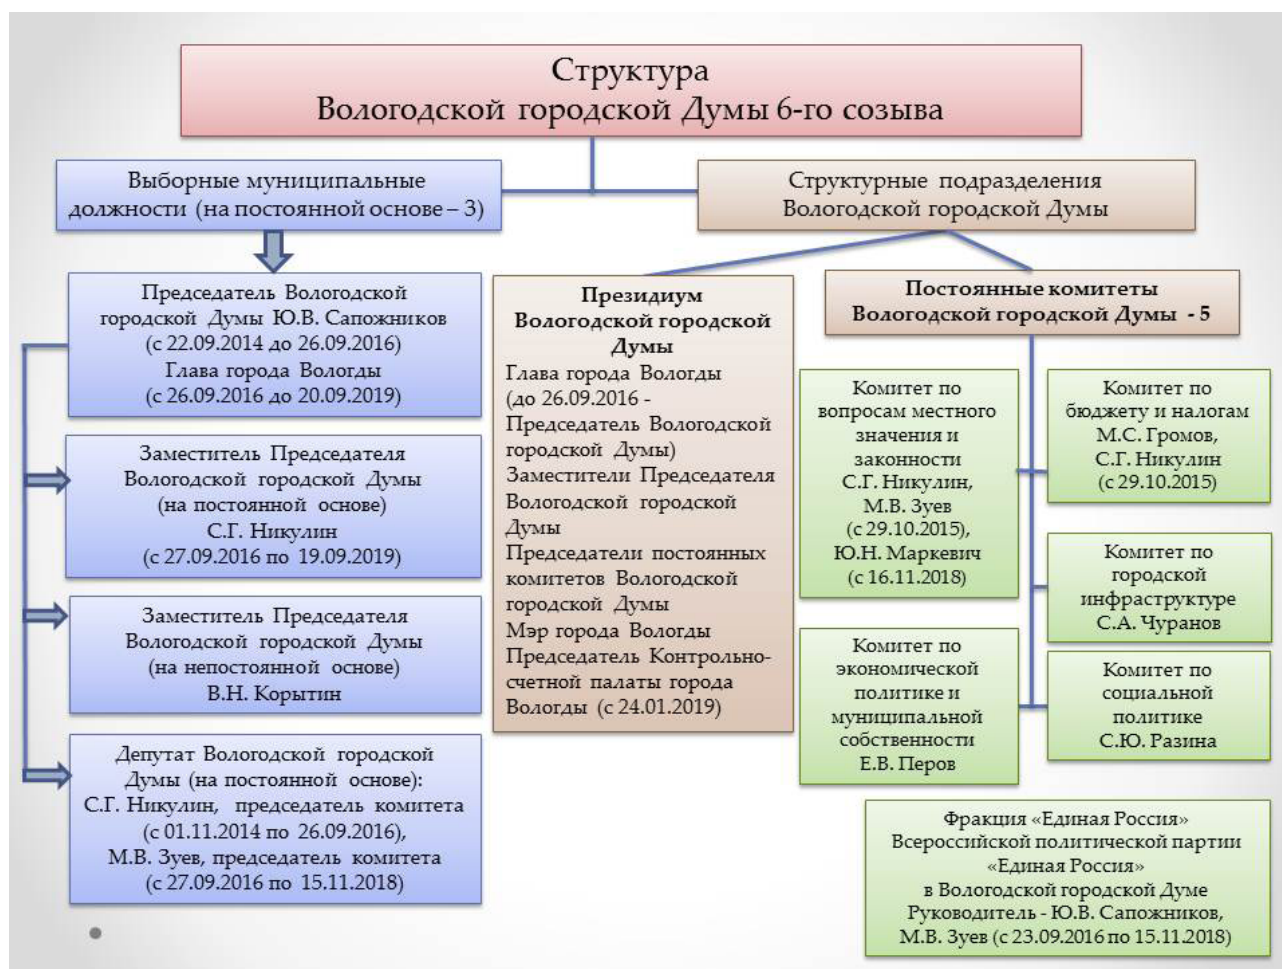 Структура
Вологодской городской Думы 6-го созыва
Выборные муниципальные
должности (на постоянной основе – 3)
Структурные подразделения
Вологодской городской Думы
Председатель Вологодской
городской Думы Ю.В. Сапожников
(с 22.09.2014 до 26.09.2016)
Глава города Вологды
(с 26.09.2016 до 20.09.2019)
Заместитель Председателя
Вологодской городской Думы
(на постоянной основе)
С.Г. Никулин
(с 27.09.2016 по 19.09.2019)
Заместитель Председателя
Вологодской городской Думы
(на непостоянной основе)
В.Н. Корытин
Депутат Вологодской городской
Думы (на постоянной основе):
С.Г. Никулин, председатель комитета
(с 01.11.2014 по 26.09.2016),
М.В. Зуев, председатель комитета
(с 27.09.2016 по 15.11.2018)
Президиум
Вологодской городской
Думы
Глава города Вологды
(до 26.09.2016 -
Председатель Вологодской
городской Думы)
Заместители Председателя
Вологодской городской
Думы
Председатели постоянных
комитетов Вологодской
городской Думы
Мэр города Вологды
Председатель Контрольно-
счетной палаты города
Вологды (с 24.01.2019)
Постоянные комитеты
Вологодской городской Думы - 5
Комитет по
вопросам местного
значения и
законности
С.Г. Никулин,
М.В. Зуев
(с 29.10.2015),
Ю.Н. Маркевич
(с 16.11.2018)
Комитет по
бюджету и налогам
М.С. Громов,
С.Г. Никулин
(с 29.10.2015)
Комитет по
городской
инфраструктуре
С.А. Чуранов
Комитет по
экономической
политике и
муниципальной
собственности
Е.В. Перов
Комитет по
социальной
политике
С.Ю. Разина
Фракция «Единая Россия»
Всероссийской политической партии
«Единая Россия»
в Вологодской городской Думе
Руководитель - Ю.В. Сапожников,
М.В. Зуев (с 23.09.2016 по 15.11.2018)